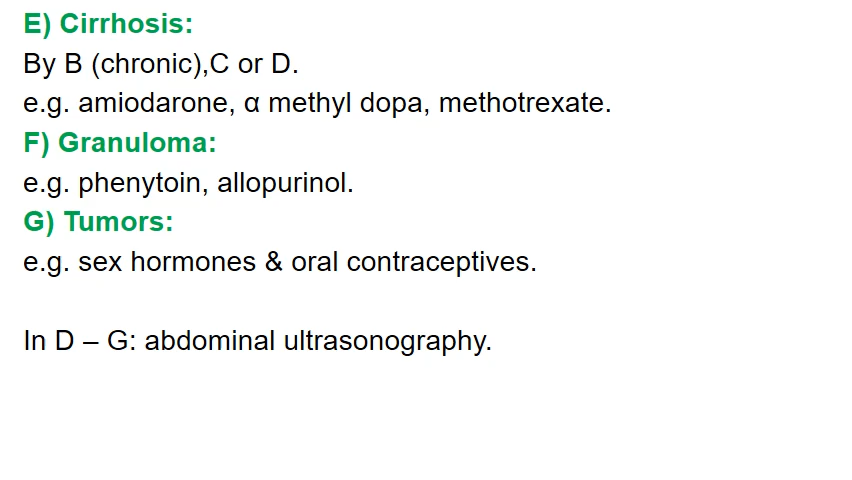 E) Cirrhosis:
By B (chronic),C or D.
e.g. amiodarone, α methyl dopa, methotrexate.
F) Granuloma:
e.g. phenytoin, allopurinol.
G) Tumors:
e.g. sex hormones & oral contraceptives.
In D – G: abdominal ultrasonography.